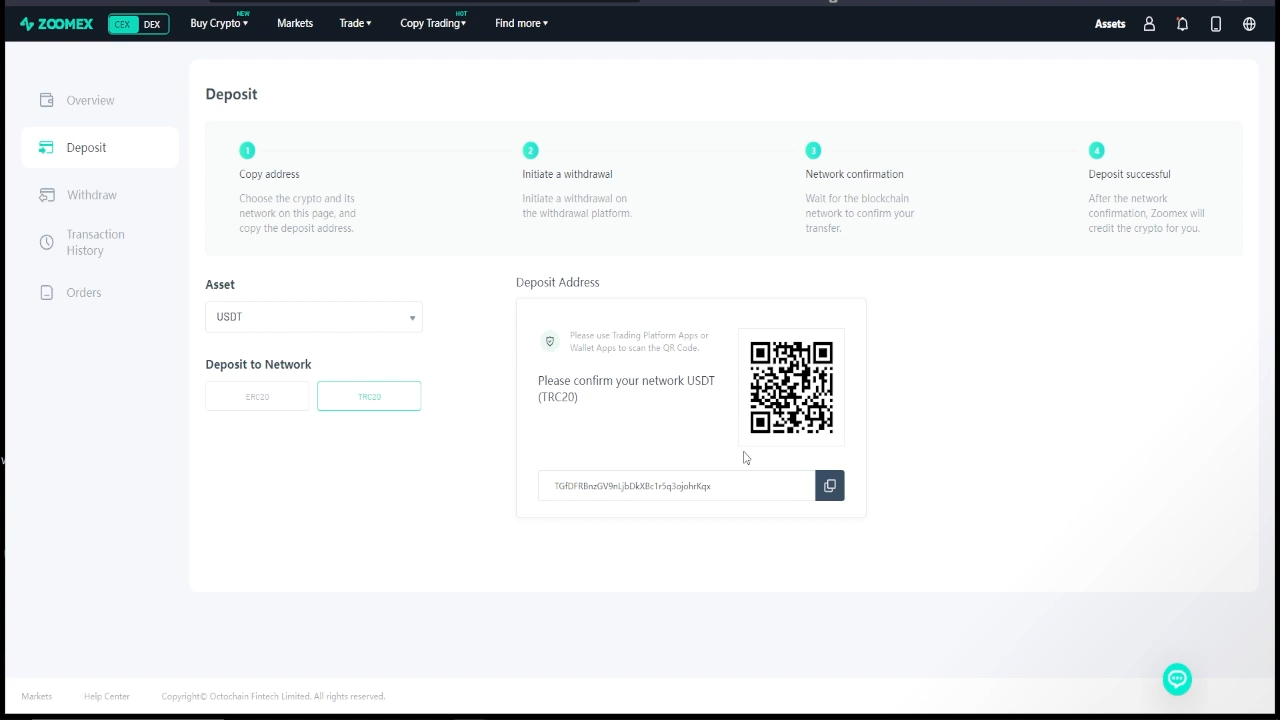 ZOOMEX
CEX DEX
Buy Crypto
NEW
Markets
Trade
Copy Trading
HOT
Find more
Assets
Overview
Deposit
Withdraw
Transaction
History
Orders
Deposit
1
Copy address
Choose the crypto and its
network on this page, and
copy the deposit address.
2
Initiate a withdrawal
Initiate a withdrawal on
the withdrawal platform.
3
Network confirmation
Wait for the blockchain
network to confirm your
transfer.
4
Deposit successful
After the network
confirmation, Zoomex will
credit the crypto for you.
Asset
USDT
Deposit to Network
ERC20
TRC20
Deposit Address
Please use Trading Platform Apps or
Wallet Apps to scan the QR Code.
Please confirm your network USDT
(TRC20)
TGfDFRBnzGV9nLjbDkXBc1r5q3ojohrKqx
Markets
Help Center
Copyright© Octochain Fintech Limited. All rights reserved.